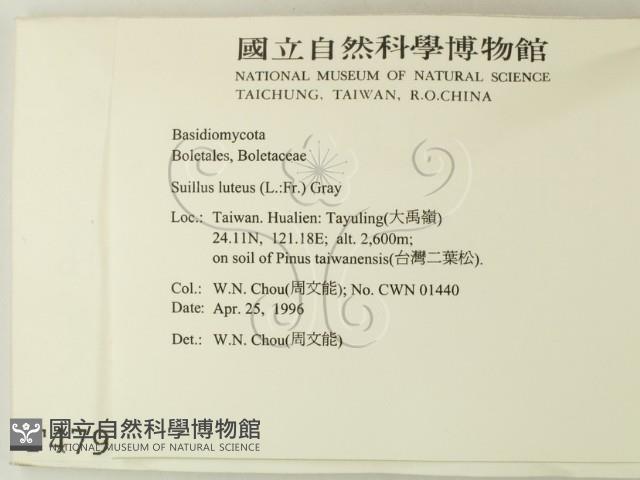 國立自然科學博物館
NATIONAL MUSEUM OF NATURAL SCIENCE
TAICHUNG, TAIWAN, R.O.CHINA
Basidiomycota
Boletales, Boletaceae
Suillus luteus (L.:Fr.) Gray
Loc.: Taiwan. Hualien: Tayuling(大禹嶺)
24.11N, 121.18E; alt. 2,600m;
on soil of Pinus taiwanensis(台灣二葉松).
Col.: W.N. Chou(周文能); No. CWN 01440
Date: Apr. 25, 1996
Det.: W.N. Chou(周文能)
479
國立自然科學博物館
NATIONAL MUSEUM OF NATURAL SCIENCE